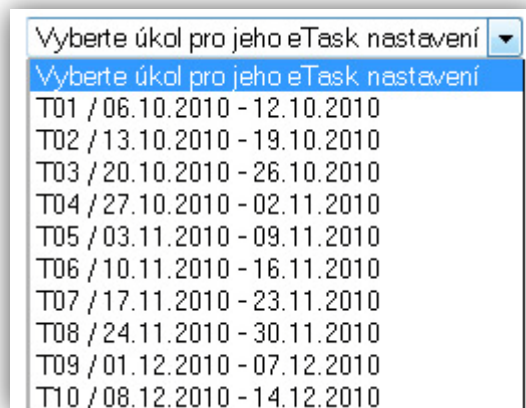 Vyberte úkol pro jeho eTask nastavení
Vyberte úkol pro jeho eTask nastavení
T01 / 06.10.2010 - 12.10.2010
T02 / 13.10.2010 - 19.10.2010
T03 / 20.10.2010 - 26.10.2010
T04 / 27.10.2010 - 02.11.2010
T05 / 03.11.2010 - 09.11.2010
T06 / 10.11.2010 - 16.11.2010
T07 / 17.11.2010 - 23.11.2010
T08 / 24.11.2010 - 30.11.2010
T09 / 01.12.2010 - 07.12.2010
T10 / 08.12.2010 - 14.12.2010